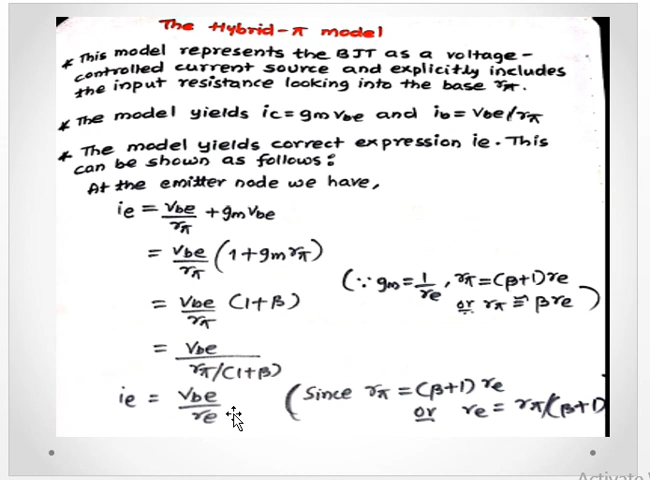 The Hybrid-π model
* This model represents the BJT as a voltage-
controlled current source and explicitly includes
the input resistance looking into the base rπ.
* The model yields ic = gm vbe and ib = Vbe/rπ
* The model yields correct expression ie. This
can be shown as follows:
At the emitter node we have,
ie = Vbe/rπ + gm vbe
= Vbe/rπ (1+gm rπ)
(∵ gm = 1/re, rπ=(β+1)re
= Vbe/rπ (1+β)
or rπ ≅ βre)
= Vbe/rπ/(1+β)
ie = Vbe/re (Since rπ = (β+1) re
or re = rπ/(β+1)
Activate